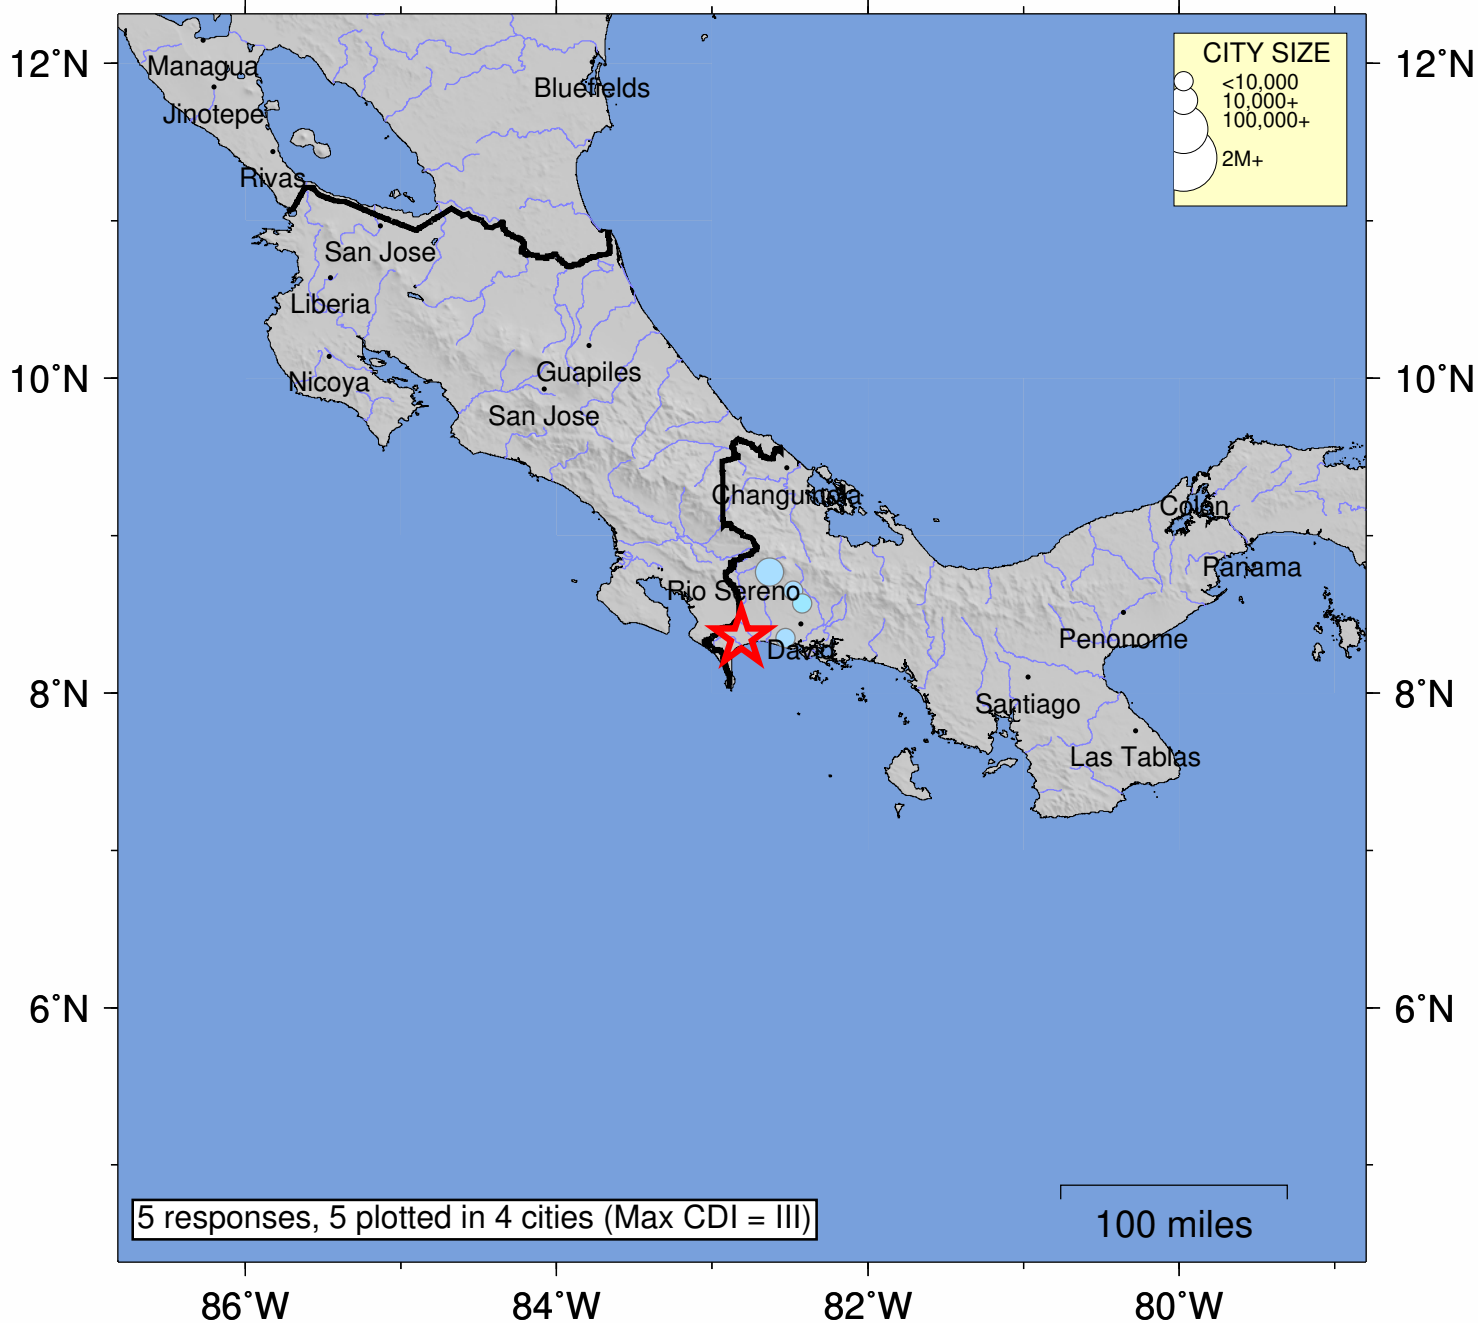 12°N
12°N
CITY SIZE
<10,000
10,000+
100,000+
2M+
Managua
Bluefields
Jinotepe
Rivas
San Jose
Liberia
10°N
10°N
Guapiles
Nicoya
San Jose
Changuinola
Colon
Panama
Rio Sereno
Penonome
David
8°N
8°N
Santiago
Las Tablas
6°N
6°N
5 responses, 5 plotted in 4 cities (Max CDI = III)
100 miles
86°W
84°W
82°W
80°W